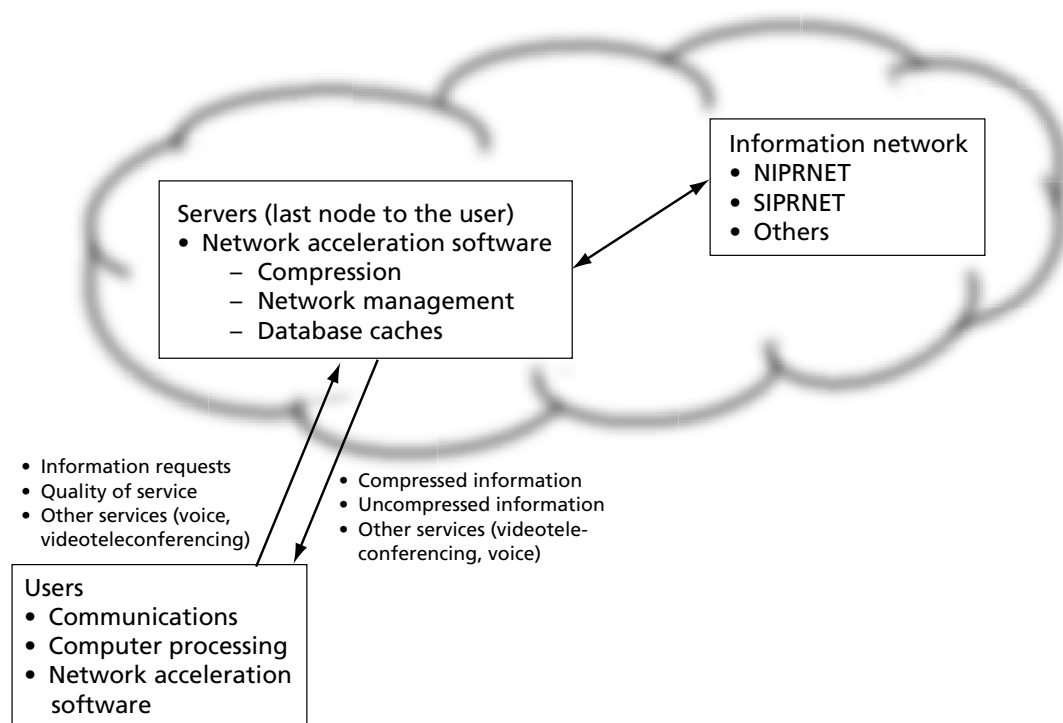 Information network
• NIPRNET
• SIPRNET
• Others
Servers (last node to the user)
• Network acceleration software
– Compression
– Network management
– Database caches
• Information requests
• Quality of service
• Other services (voice,
videoteleconferencing)
• Compressed information
• Uncompressed information
• Other services (videotele-
conferencing, voice)
Users
• Communications
• Computer processing
• Network acceleration
software